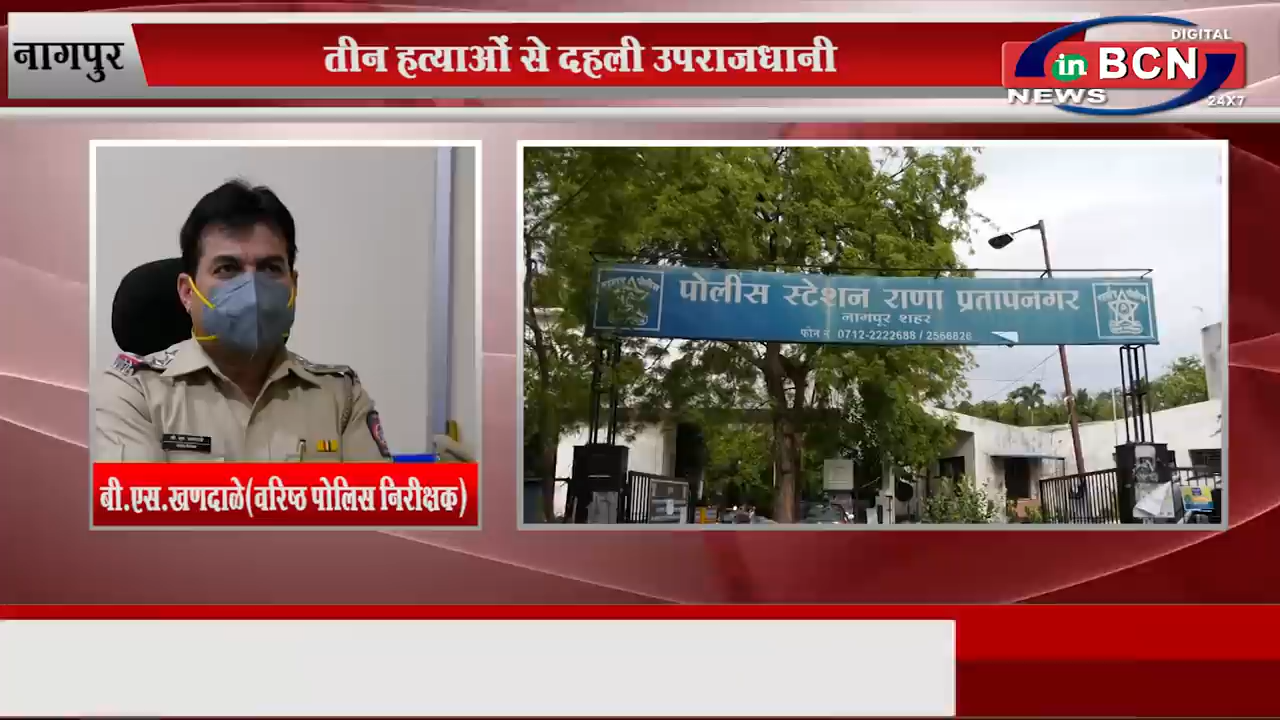 नागपुर
तीन हत्याओं से दहली उपराजधानी
DIGITAL
in BCN
NEWS
24X7
पोलीस स्टेशन राणा प्रतापनगर
नागपूर शहर
फोन नं 0712-2222688 / 2566826
बी.एस.खणदाळे(वरिष्ठ पोलिस निरीक्षक)